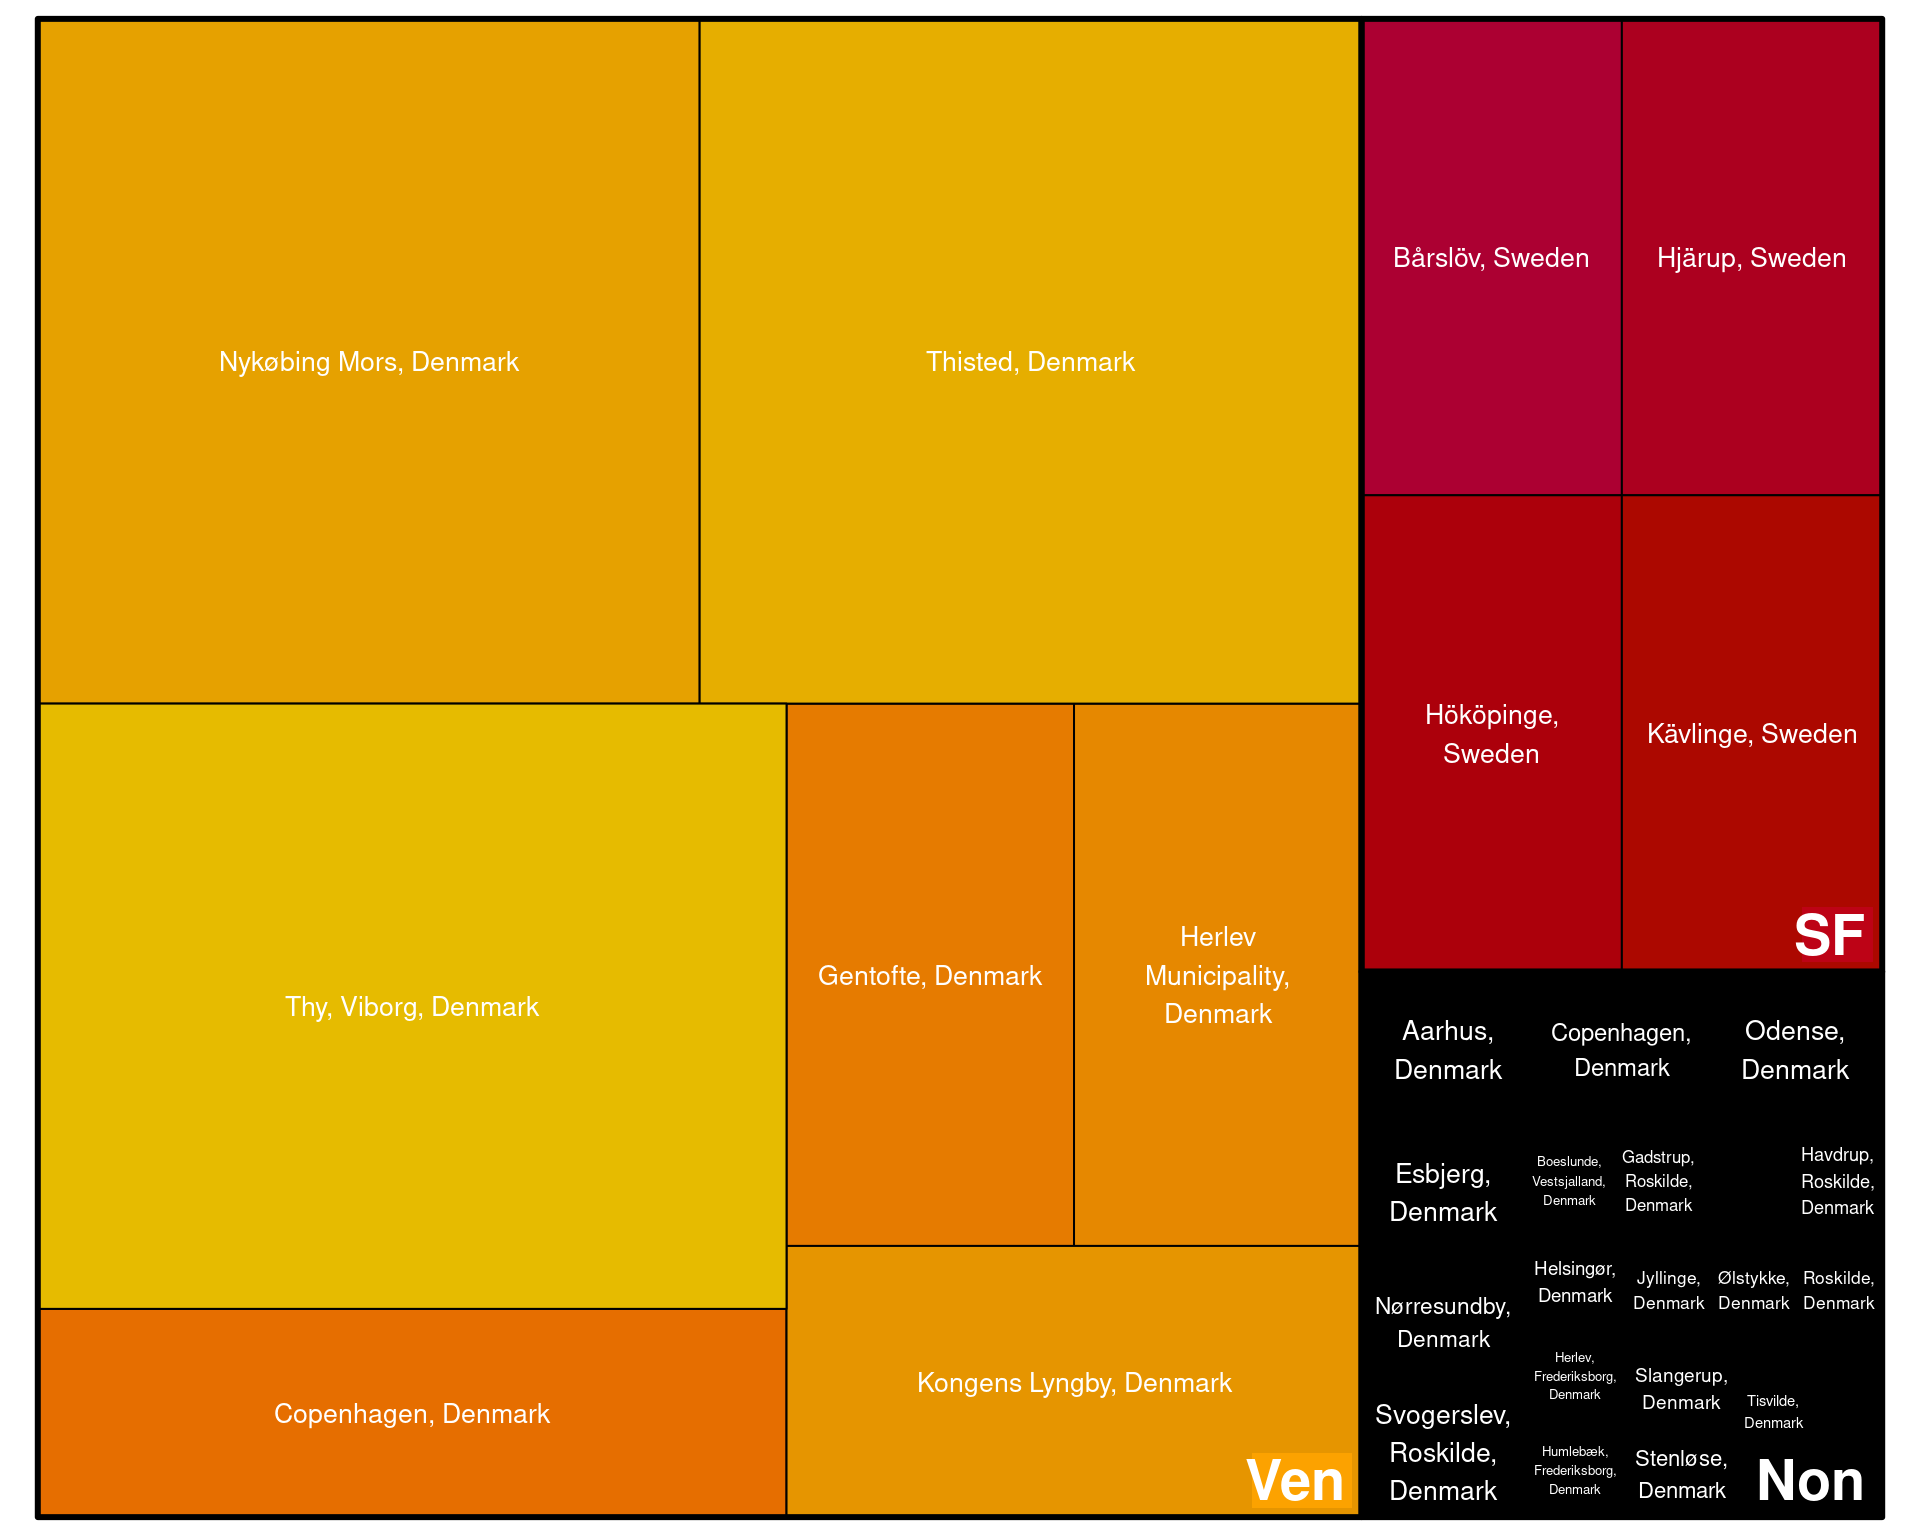 Nykøbing Mors, Denmark
Thisted, Denmark
Thy, Viborg, Denmark
Copenhagen, Denmark
Gentofte, Denmark
Herlev
Municipality,
Denmark
Kongens Lyngby, Denmark
Ven
Bårslöv, Sweden
Hjärup, Sweden
Hököpinge,
Sweden
Kävlinge, Sweden
SF
Aarhus,
Denmark
Copenhagen,
Denmark
Odense,
Denmark
Esbjerg,
Denmark
Boeslunde,
Vestsjalland,
Denmark
Gadstrup,
Roskilde,
Denmark
Havdrup,
Roskilde,
Denmark
Nørresundby,
Denmark
Helsingør,
Denmark
Jyllinge,
Denmark
Ølstykke,
Denmark
Roskilde,
Denmark
Herlev,
Frederiksborg,
Denmark
Slangerup,
Denmark
Tisvilde,
Denmark
Svogerslev,
Roskilde,
Denmark
Humlebæk,
Frederiksborg,
Denmark
Stenløse,
Denmark
Non